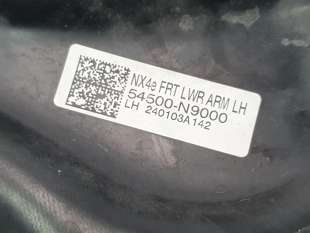 NX4e FRT LWR ARM LH
54500-N9000
LH 240103A142